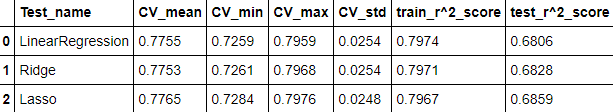 Test_name CV_mean CV_min CV_max CV_std train_r^2_score test_r^2_score
0 LinearRegression 0.7755 0.7259 0.7959 0.0254 0.7974 0.6806
1 Ridge 0.7753 0.7261 0.7968 0.0254 0.7971 0.6828
2 Lasso 0.7765 0.7284 0.7976 0.0248 0.7967 0.6859